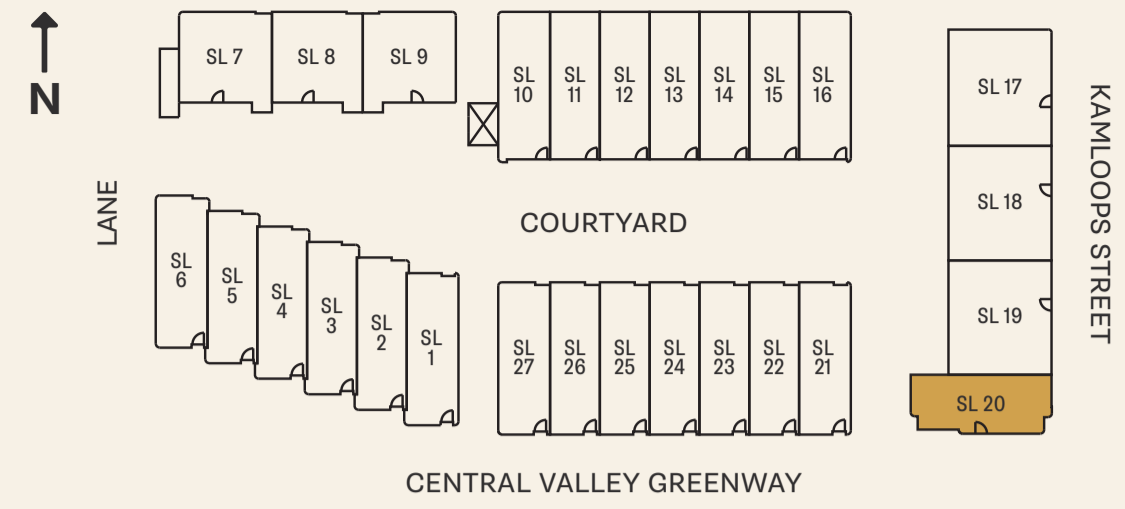 N
SL 7
SL 8
SL 9
SL
10
SL
11
SL
12
SL
13
SL
14
SL
15
SL
16
SL 17
SL 18
SL 19
SL 20
KAMLOOPS STREET
LANE
COURTYARD
SL
6
SL
5
SL
4
SL
3
SL
2
SL
1
SL
27
SL
26
SL
25
SL
24
SL
23
SL
22
SL
21
CENTRAL VALLEY GREENWAY